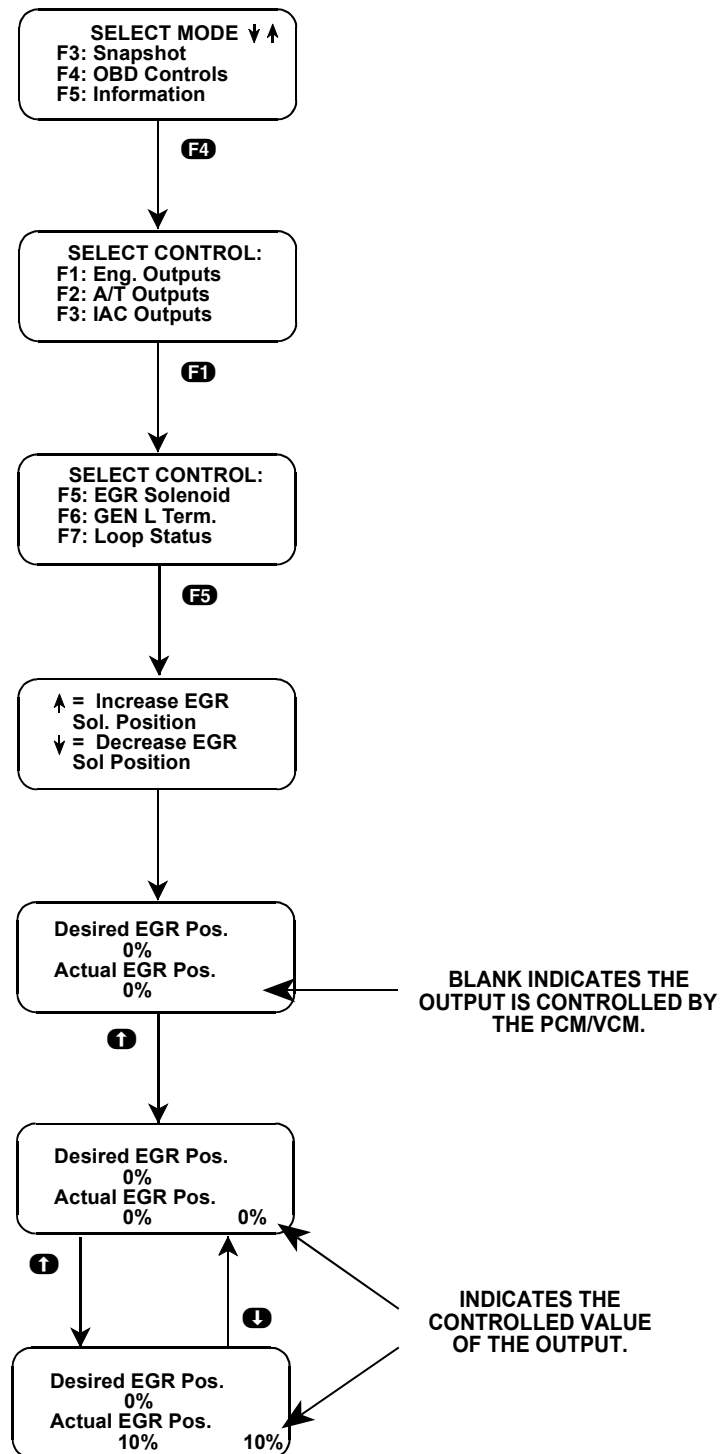 SELECT MODE ↓ ↑
F3: Snapshot
F4: OBD Controls
F5: Information
F4
SELECT CONTROL:
F1: Eng. Outputs
F2: A/T Outputs
F3: IAC Outputs
F1
SELECT CONTROL:
F5: EGR Solenoid
F6: GEN L Term.
F7: Loop Status
F5
↑ = Increase EGR
Sol. Position
↓ = Decrease EGR
Sol Position
Desired EGR Pos.
0%
Actual EGR Pos.
0%
BLANK INDICATES THE
OUTPUT IS CONTROLLED BY
THE PCM/VCM.
↑
Desired EGR Pos.
0%
Actual EGR Pos.
0% 0%
↑
↓
INDICATES THE
CONTROLLED VALUE
OF THE OUTPUT.
Desired EGR Pos.
0%
Actual EGR Pos.
10% 10%